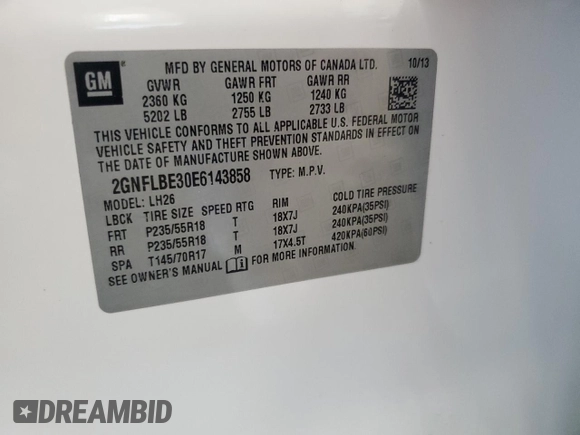 GM
MFD BY GENERAL MOTORS OF CANADA LTD. 10/13
GVWR GAWR FRT GAWR RR
2360 KG 1250 KG 1240 KG
5202 LB 2755 LB 2733 LB
THIS VEHICLE CONFORMS TO ALL APPLICABLE U.S. FEDERAL MOTOR
VEHICLE SAFETY AND THEFT PREVENTION STANDARDS IN EFFECT ON
THE DATE OF MANUFACTURE SHOWN ABOVE.
2GNFLBE30E6143858 TYPE: M.P.V.
MODEL: LH26
LBCK TIRE SIZE SPEED RTG RIM COLD TIRE PRESSURE
FRT P235/55R18 T 18X7J 240KPA(35PSI)
RR P235/55R18 T 18X7J 240KPA(35PSI)
SPA T145/70R17 M 17X4.5T 420KPA(60PSI)
SEE OWNER'S MANUAL FOR MORE INFORMATION.
DREAMBID